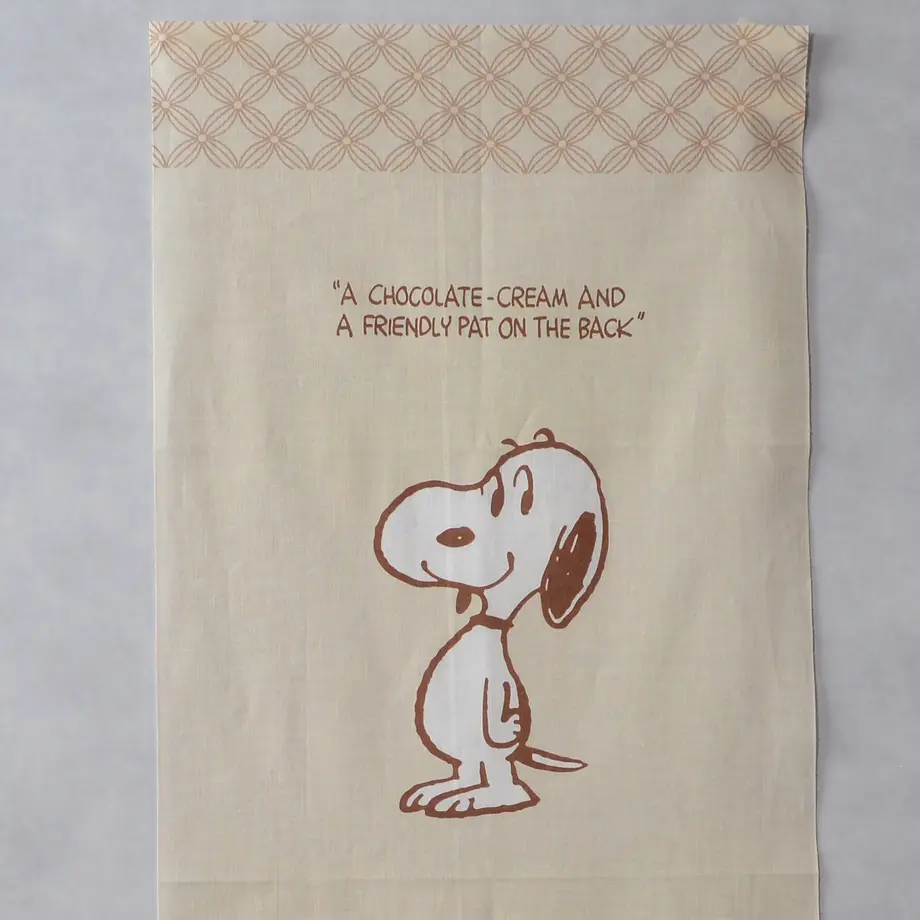 "A CHOCOLATE-CREAM AND
A FRIENDLY PAT ON THE BACK"